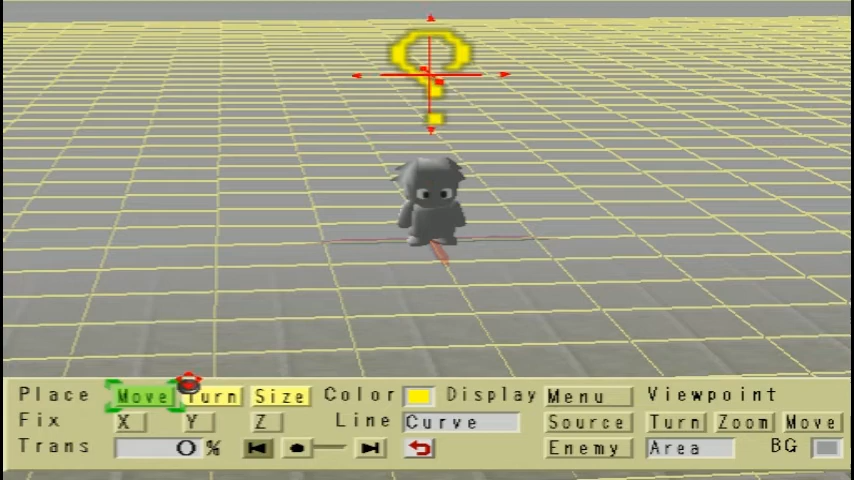 ?
Place Move Turn Size Color Display Menu Viewpoint
Fix X Y Z Line Curve Source Turn Zoom Move
Trans 0% Enemy Area BG